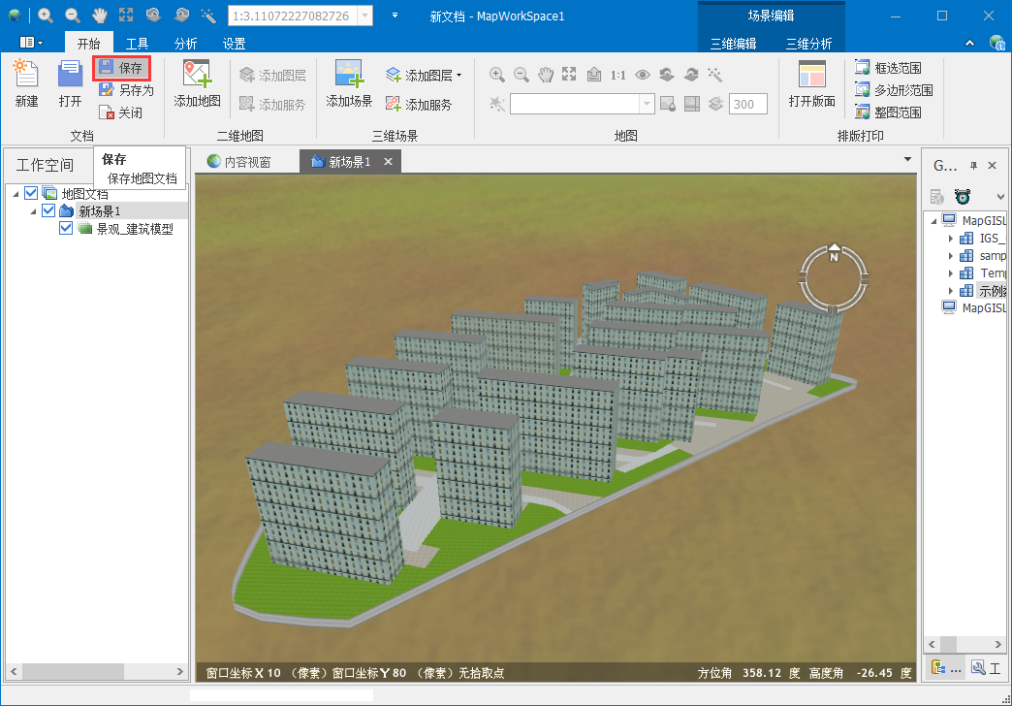 1:3.11072227082726
新文档 - MapWorkSpace1
场景编辑
开始
工具
分析
设置
三维编辑
三维分析
新建
打开
保存
另存为
关闭
文档
添加地图
添加图层
添加服务
二维地图
添加场景
添加图层
添加服务
三维场景
1:1
300
地图
打开版面
框选范围
多边形范围
整图范围
排版打印
工作空间
保存
保存地图文档
地图文档
新场景1
景观_建筑模型
内容视窗
新场景1
N
窗口坐标X 10 （像素）窗口坐标Y 80 （像素）无拾取点
方位角 358.12 度 高度角 -26.45 度
G...
MapGISL
IGS_
samp
Temp
示例
MapGISL
...
工